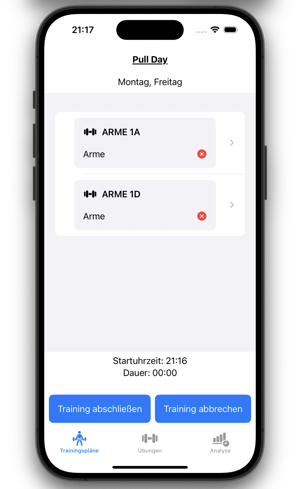 21:17
Pull Day
Montag, Freitag
ARME 1A
Arme
ARME 1D
Arme
Startuhrzeit: 21:16
Dauer: 00:00
Training abschließen
Training abbrechen
Trainingspläne
Übungen
Analyse